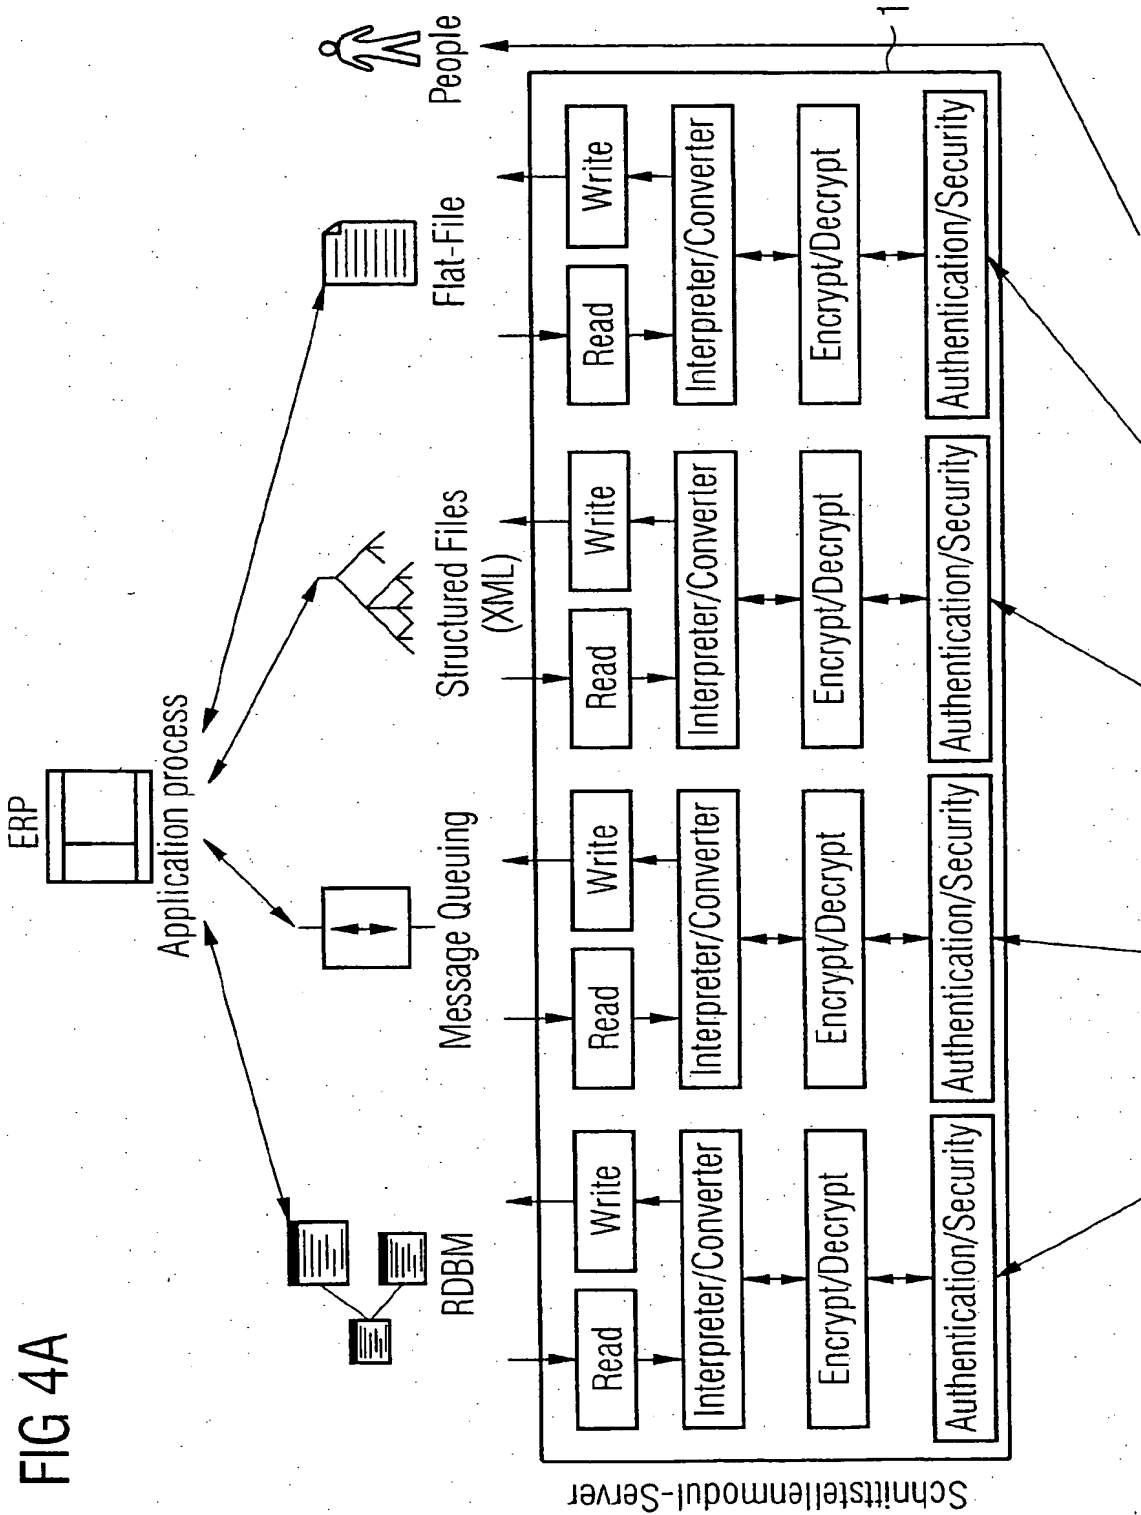 FIG 4A
ERP
Application process
RDBM
Message Queuing
Structured Files
(XML)
Flat-File
People
1
Schnittstellenmodul-Server
Read
Write
Read
Write
Read
Write
Read
Write
Interpreter/Converter
Interpreter/Converter
Interpreter/Converter
Interpreter/Converter
Encrypt/Decrypt
Encrypt/Decrypt
Encrypt/Decrypt
Encrypt/Decrypt
Authentication/Security
Authentication/Security
Authentication/Security
Authentication/Security